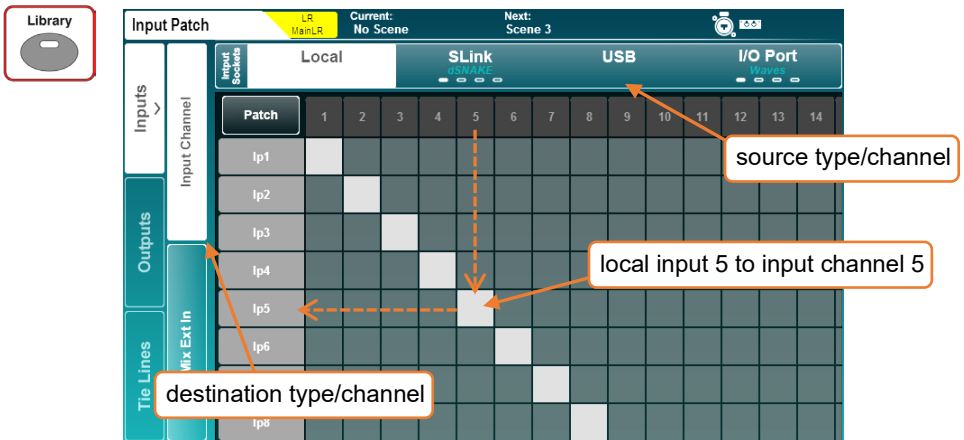 Library
Input Patch
LR
MainLR
Current:
No Scene
Next:
Scene 3
Intput
Sockets
Local
SLink
dSNAKE
USB
I/O Port
Waves
Inputs
Input Channel
Patch
1 2 3 4 5 6 7 8 9 10 11 12 13 14
source type/channel
Ip1
Ip2
Ip3
Outputs
Ip4
local input 5 to input channel 5
Ip5
Mix Ext In
Ip6
Tie Lines
destination type/channel
Ip8